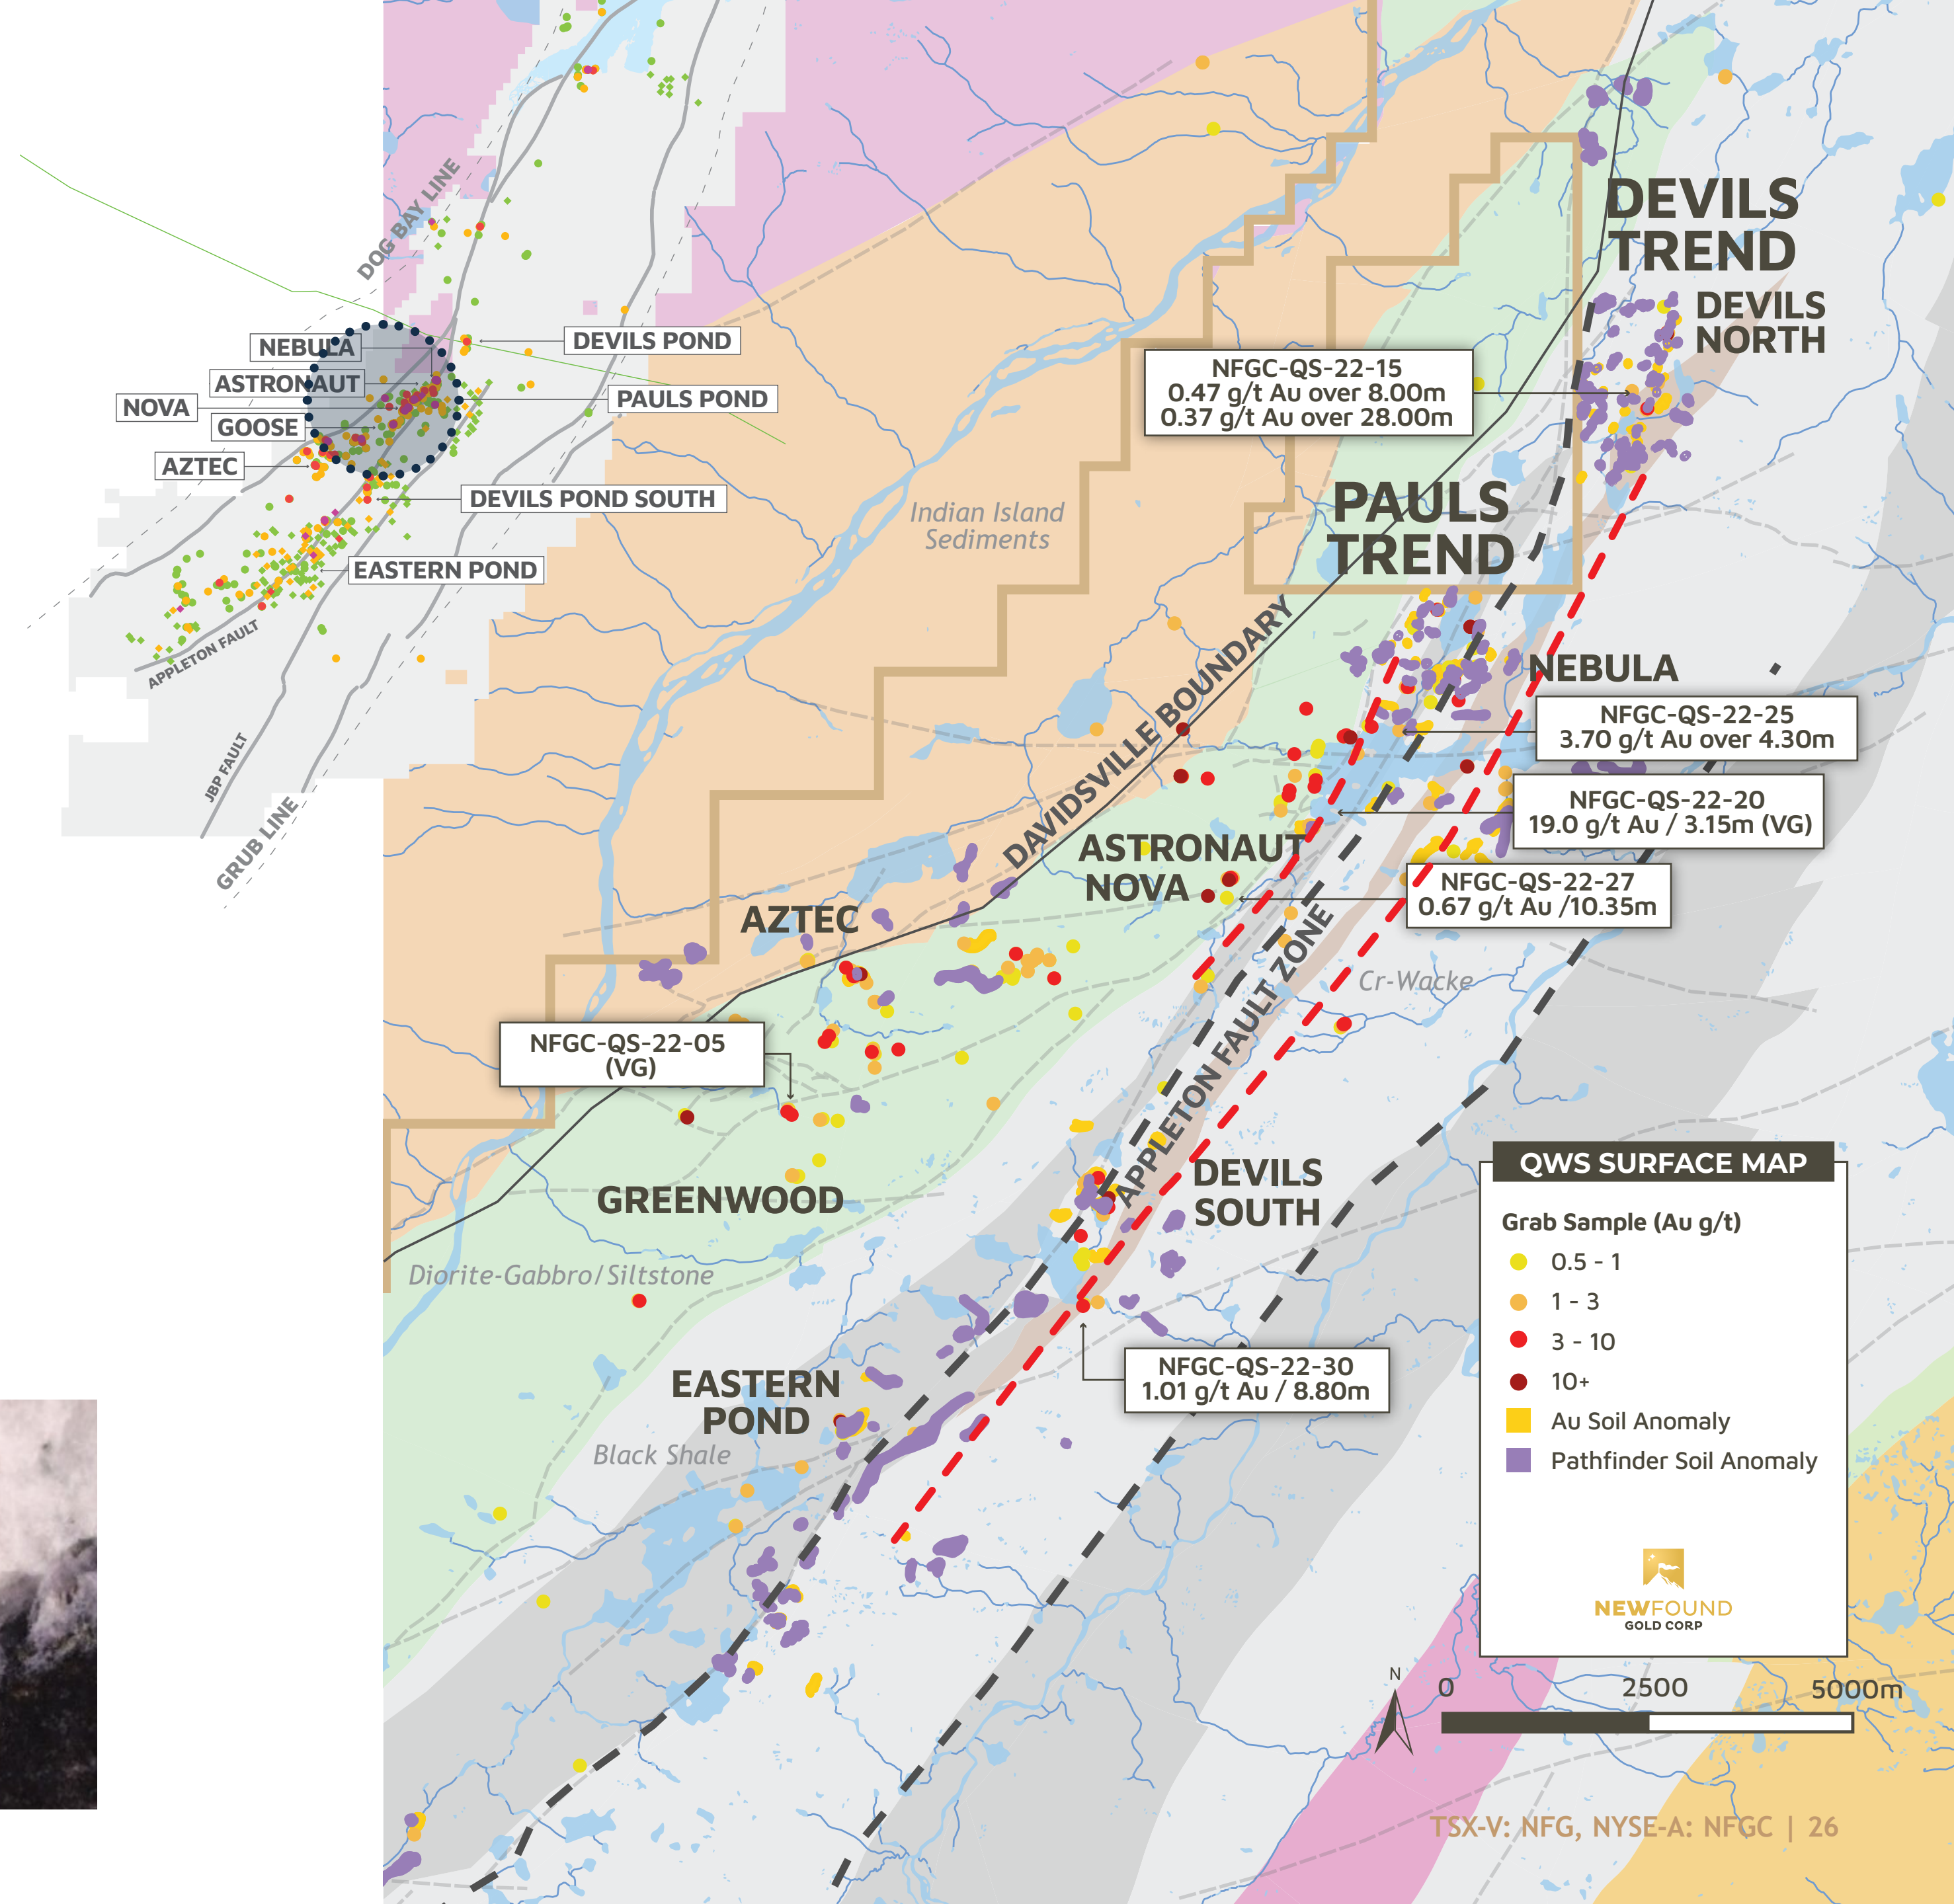 DOG BAY LINE
NEBULA
ASTRONAUT
NOVA
GOOSE
AZTEC
DEVILS POND
PAULS POND
DEVILS POND SOUTH
EASTERN POND
APPLETON FAULT
JBP FAULT
GRUB LINE
DEVILS
TREND
DEVILS
NORTH
NFGC-QS-22-15
0.47 g/t Au over 8.00m
0.37 g/t Au over 28.00m
PAULS
TREND
Indian Island
Sediments
NEBULA
NFGC-QS-22-25
3.70 g/t Au over 4.30m
NFGC-QS-22-20
19.0 g/t Au / 3.15m (VG)
DAVIDSVILLE BOUNDARY
ASTRONAUT
NOVA
NFGC-QS-22-27
0.67 g/t Au /10.35m
AZTEC
Cr-Wacke
APPLETON FAULT ZONE
NFGC-QS-22-05
(VG)
GREENWOOD
DEVILS
SOUTH
Diorite-Gabbro/Siltstone
NFGC-QS-22-30
1.01 g/t Au / 8.80m
EASTERN
POND
Black Shale
QWS SURFACE MAP
Grab Sample (Au g/t)
0.5 - 1
1 - 3
3 - 10
10+
Au Soil Anomaly
Pathfinder Soil Anomaly
NEWFOUND
GOLD CORP
N
0 2500 5000m
TSX-V: NFG, NYSE-A: NFGC | 26